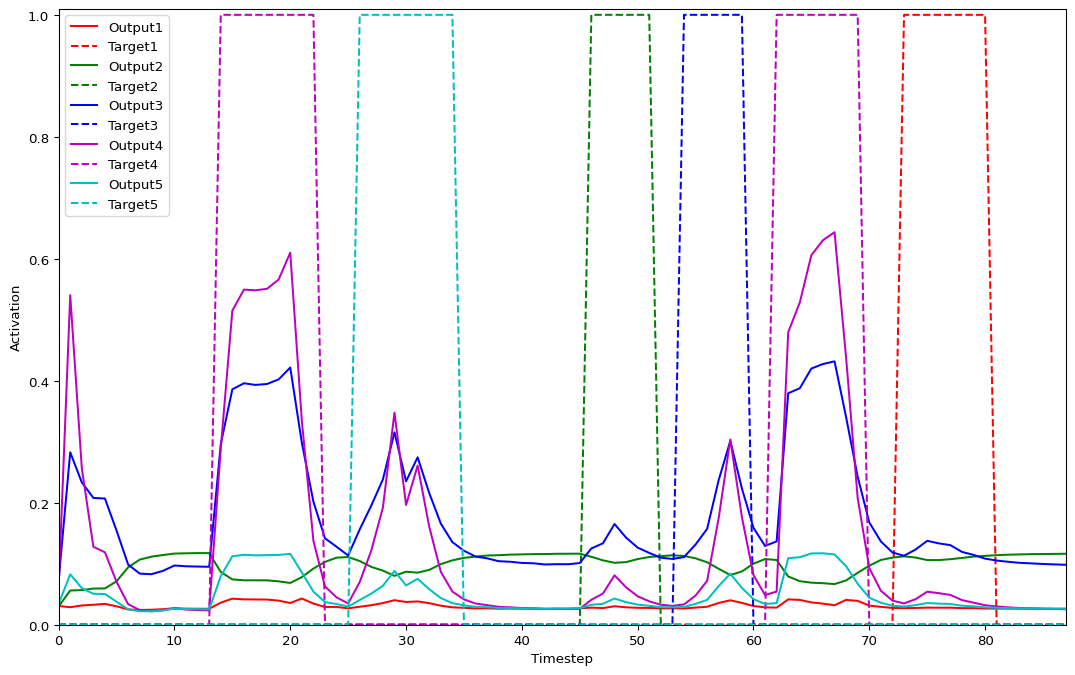 Output1
Target1
Output2
Target2
Output3
Target3
Output4
Target4
Output5
Target5
1.0
0.8
0.6
0.4
0.2
0.0
Activation
0 10 20 30 40 50 60 70 80
Timestep